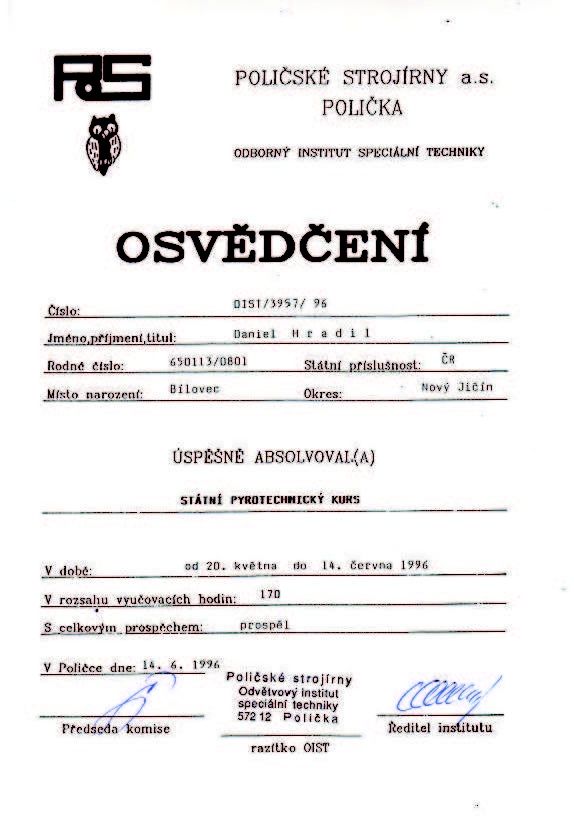 PS
POLIČSKÉ STROJÍRNY a.s.
POLIČKA
ODBORNÝ INSTITUT SPECIÁLNÍ TECHNIKY
OSVĚDČENÍ
Číslo: OIST/3957/ 96
Jméno,příjmení,titul: Daniel Hradil
Rodné číslo: 650113/0801 Státní příslušnost: ČR
Místo narození: Bílovec Okres: Nový Jičín
ÚSPĚŠNĚ ABSOLVOVAL(A)
STÁTNÍ PYROTECHNICKÝ KURS
V době: od 20. května do 14. června 1996
V rozsahu vyučovacích hodin: 170
S celkovým prospěchem: prospěl
V Poličce dne: 14. 6. 1996
Poličské strojírny
Odvětvový institut
speciální techniky
572 12 Polička
Předseda komise
razítko OIST
Ředitel institutu